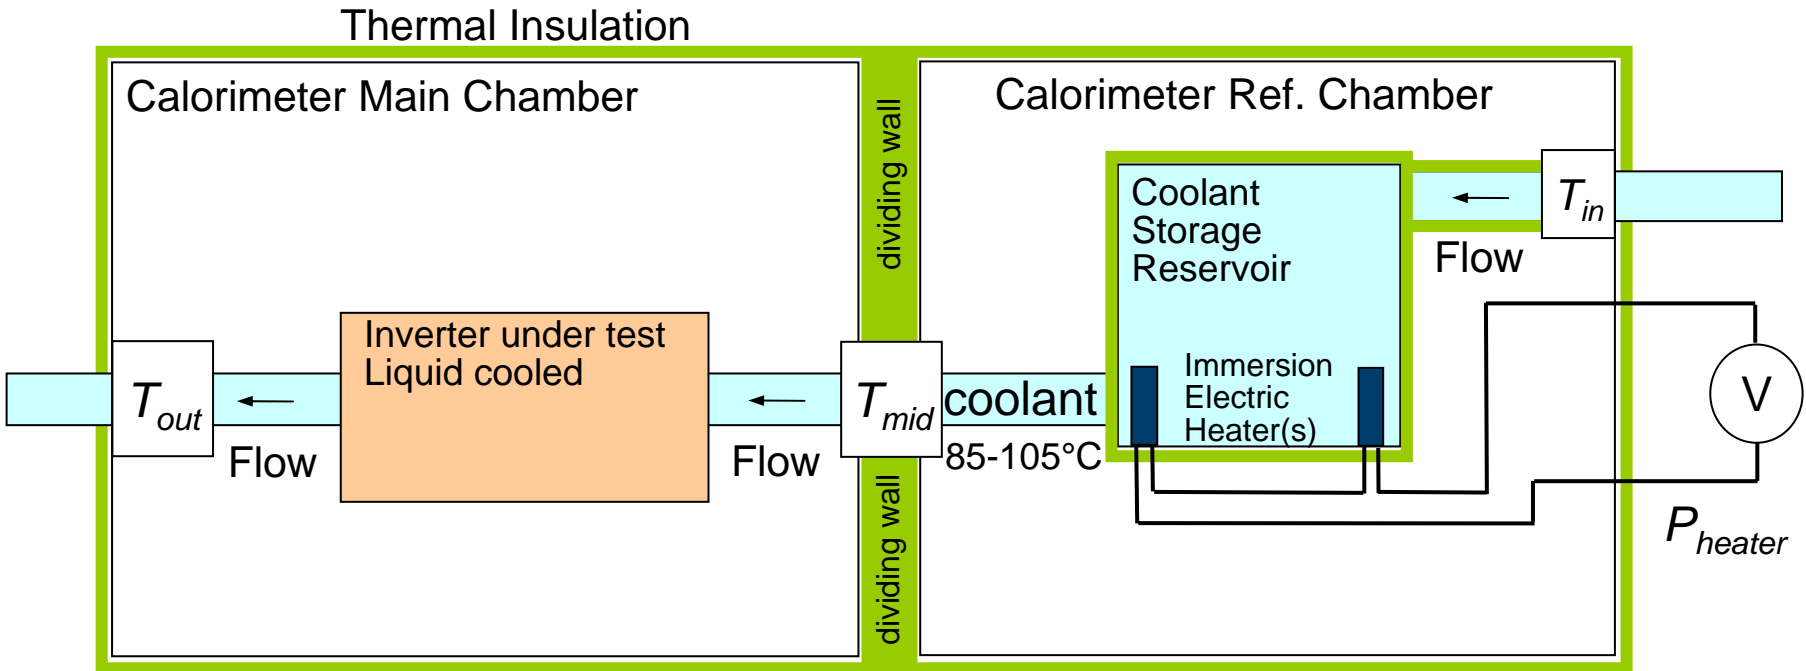 Thermal Insulation
Calorimeter Main Chamber
Calorimeter Ref. Chamber
dividing wall
Coolant
Storage
Reservoir
T_in
Flow
Inverter under test
Liquid cooled
T_out
Flow
Flow
T_mid
coolant
85-105°C
Immersion
Electric
Heater(s)
V
dividing wall
P_heater